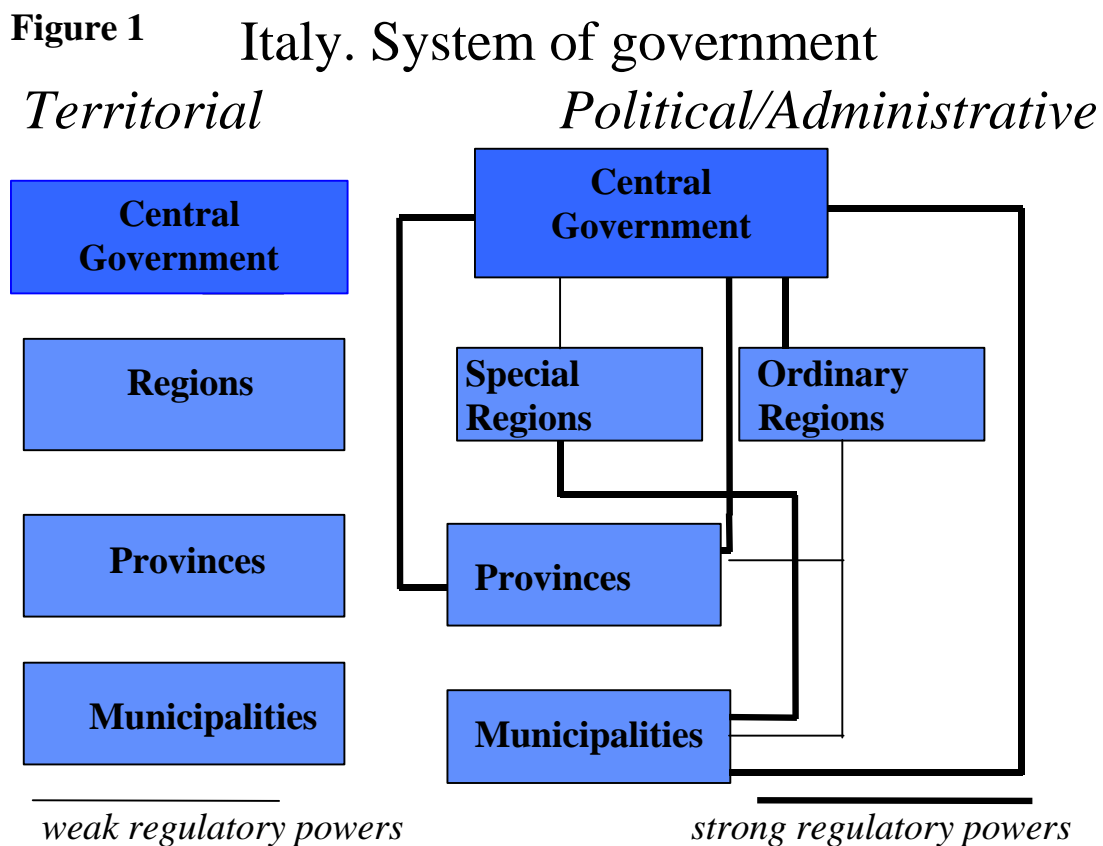 Figure 1
Italy. System of government
Territorial
Political/Administrative
Central
Government
Regions
Provinces
Municipalities
Central
Government
Special
Regions
Ordinary
Regions
Provinces
Municipalities
weak regulatory powers
strong regulatory powers